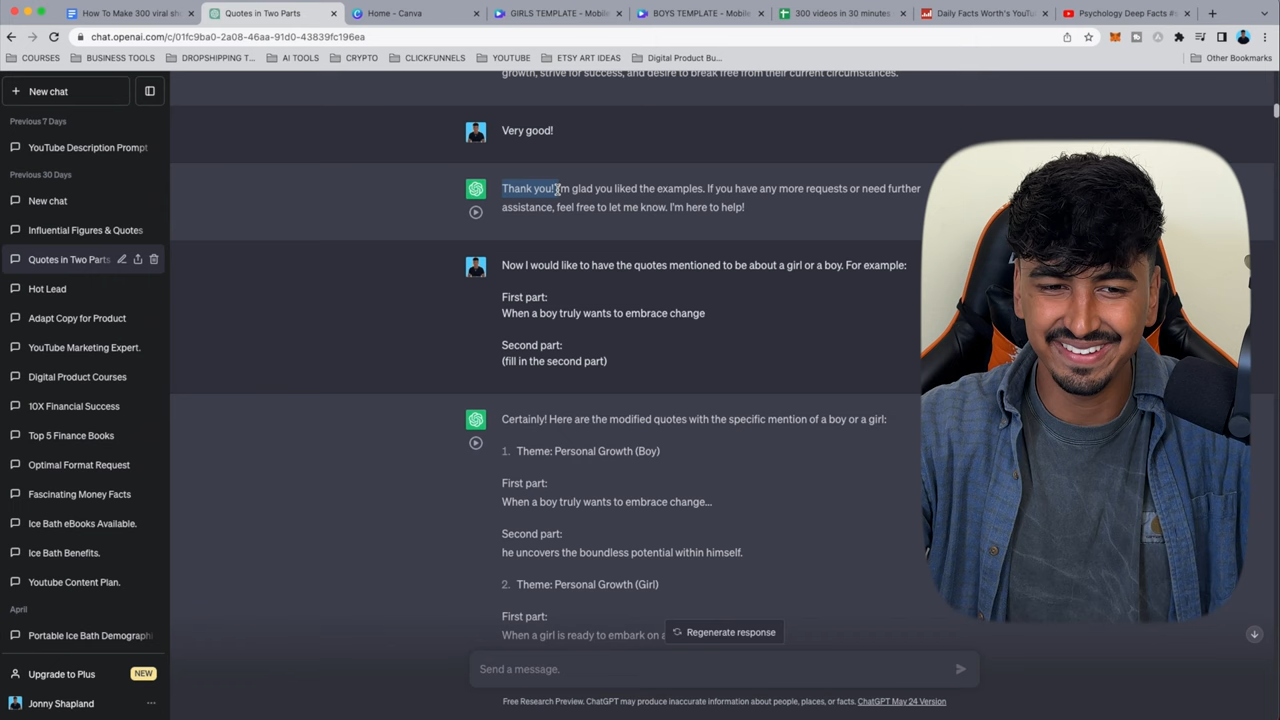 How To Make 300 viral sh
Quotes in Two Parts
Home - Canva
GIRLS TEMPLATE - Mobile
BOYS TEMPLATE - Mobile
300 videos in 30 minutes
Daily Facts Worth's YouTu
Psychology Deep Facts #s
chat.openai.com/c/01fc9ba0-2a08-46aa-91d0-43839fc196ea
COURSES
BUSINESS TOOLS
DROPSHIPPING T...
AI TOOLS
CRYPTO
CLICKFUNNELS
YOUTUBE
ETSY ART IDEAS
Digital Product Bu...
Other Bookmarks
New chat
Previous 7 Days
YouTube Description Prompt
Previous 30 Days
New chat
Influential Figures & Quotes
Quotes in Two Parts
Hot Lead
Adapt Copy for Product
YouTube Marketing Expert.
Digital Product Courses
10X Financial Success
Top 5 Finance Books
Optimal Format Request
Fascinating Money Facts
Ice Bath eBooks Available.
Ice Bath Benefits.
Youtube Content Plan.
April
Portable Ice Bath Demographi
Upgrade to Plus
NEW
Jonny Shapland
growth, strive for success, and desire to break free from their current circumstances.
Very good!
Thank you! I'm glad you liked the examples. If you have any more requests or need further
assistance, feel free to let me know. I'm here to help!
Now I would like to have the quotes mentioned to be about a girl or a boy. For example:
First part:
When a boy truly wants to embrace change
Second part:
(fill in the second part)
Certainly! Here are the modified quotes with the specific mention of a boy or a girl:
1. Theme: Personal Growth (Boy)
First part:
When a boy truly wants to embrace change...
Second part:
he uncovers the boundless potential within himself.
2. Theme: Personal Growth (Girl)
First part:
When a girl is ready to embark on a
Regenerate response
Send a message.
Free Research Preview. ChatGPT may produce inaccurate information about people, places, or facts. ChatGPT May 24 Version